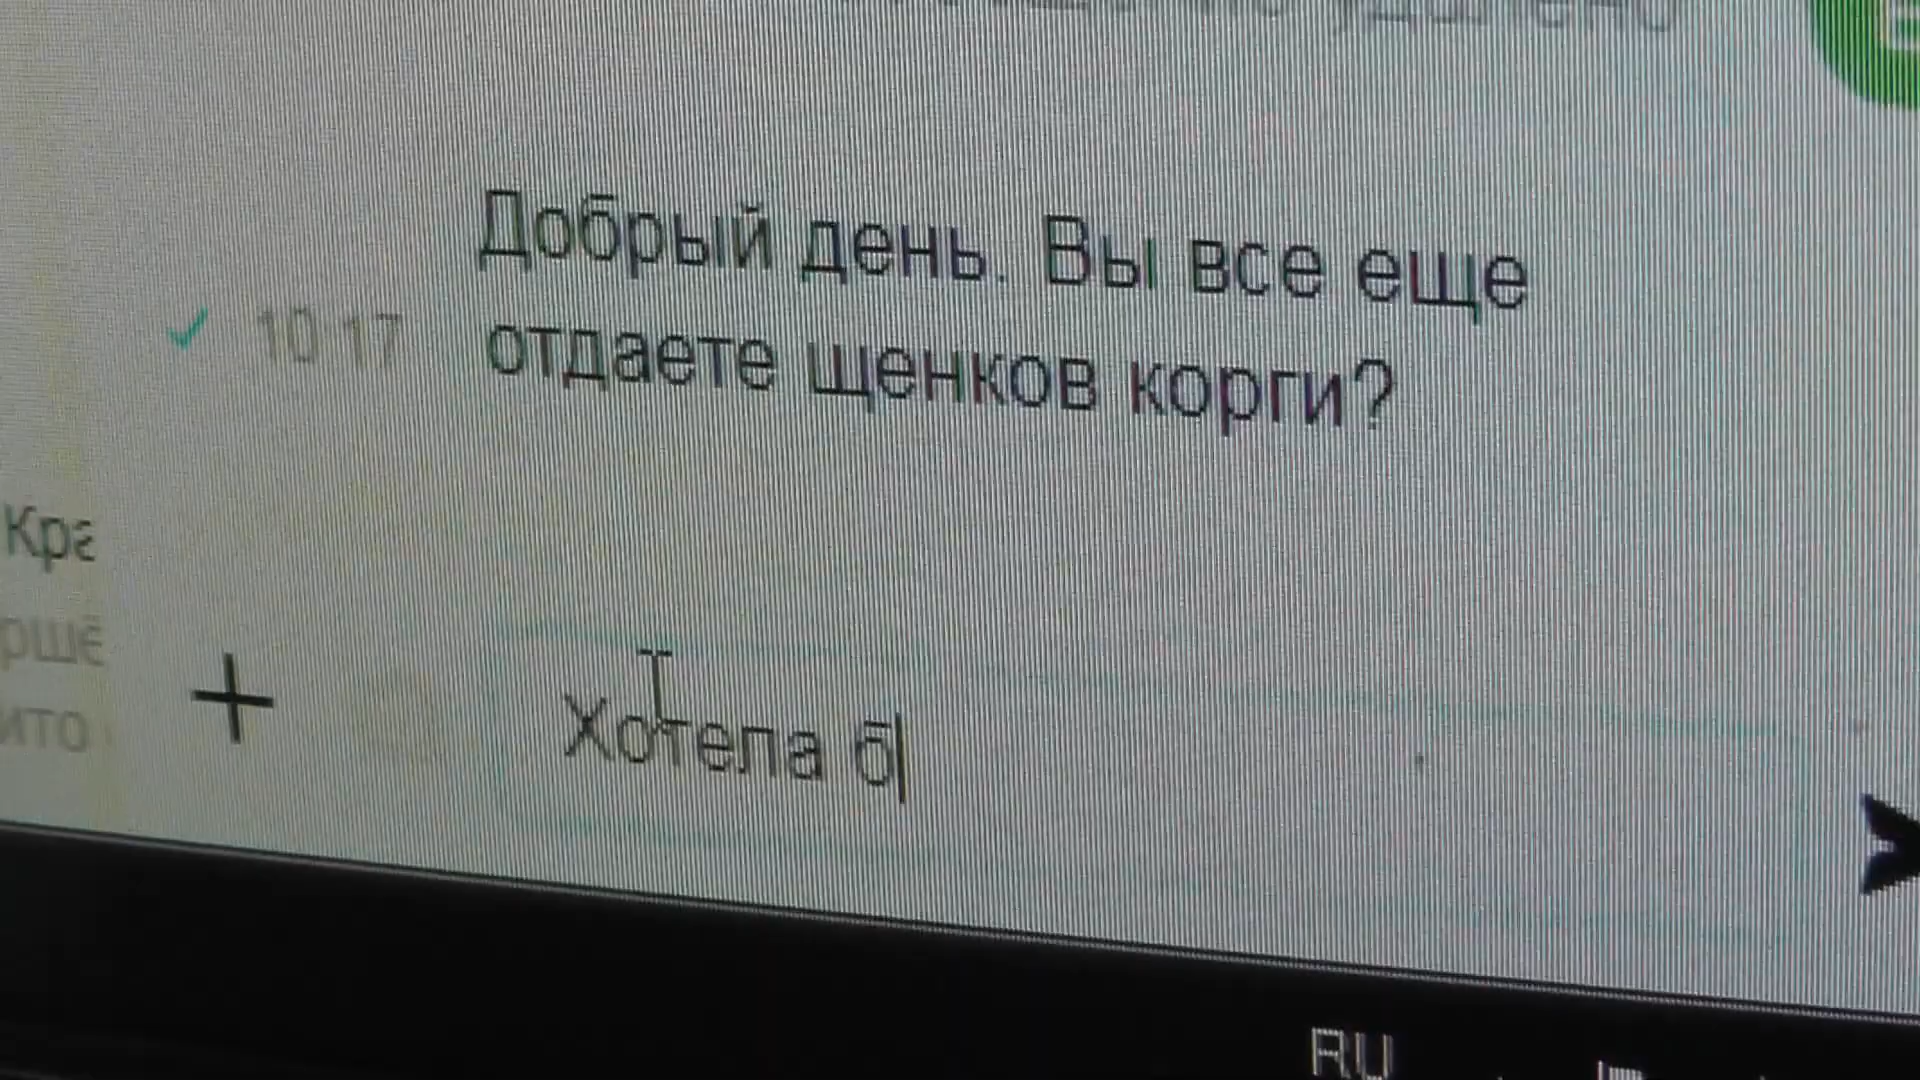 Добрый день. Вы все еще
10:17
отдаете щенков корги?
Хотела б
RU